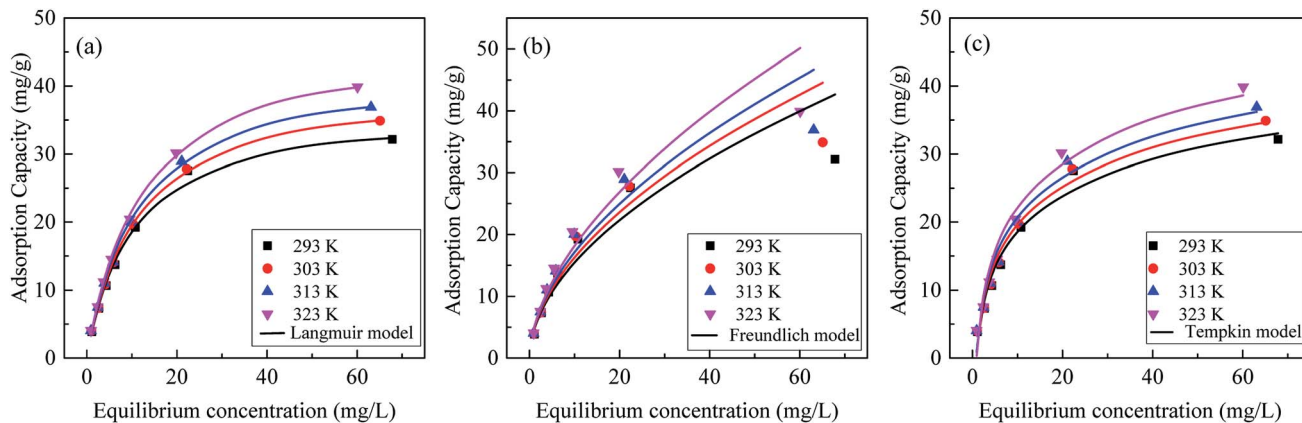 (a)
Adsorption Capacity (mg/g)
50
40
30
20
10
0
293 K
303 K
313 K
323 K
Langmuir model
0 20 40 60
Equilibrium concentration (mg/L)
(b)
Adsorption Capacity (mg/g)
50
40
30
20
10
0
293 K
303 K
313 K
323 K
Freundlich model
0 20 40 60
Equilibrium concentration (mg/L)
(c)
Adsorption Capacity (mg/g)
50
40
30
20
10
0
293 K
303 K
313 K
323 K
Tempkin model
0 20 40 60
Equilibrium concentration (mg/L)